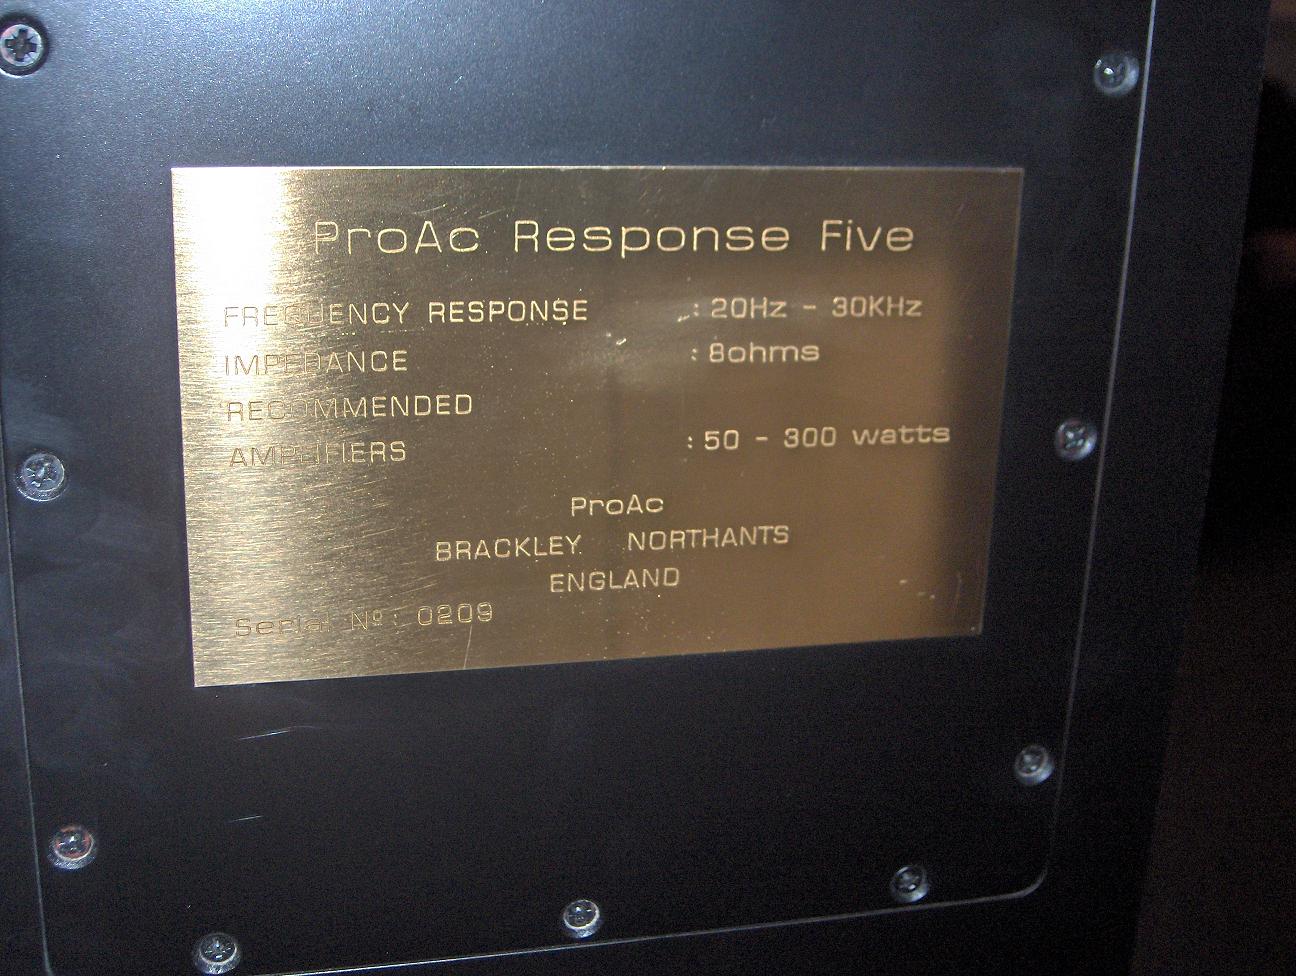 ProAc Response Five
FREQUENCY RESPONSE : 20Hz - 30KHz
IMPEDANCE : 8ohms
RECOMMENDED
AMPLIFIERS : 50 - 300 watts
ProAc
BRACKLEY NORTHANTS
ENGLAND
Serial Nº: 0209